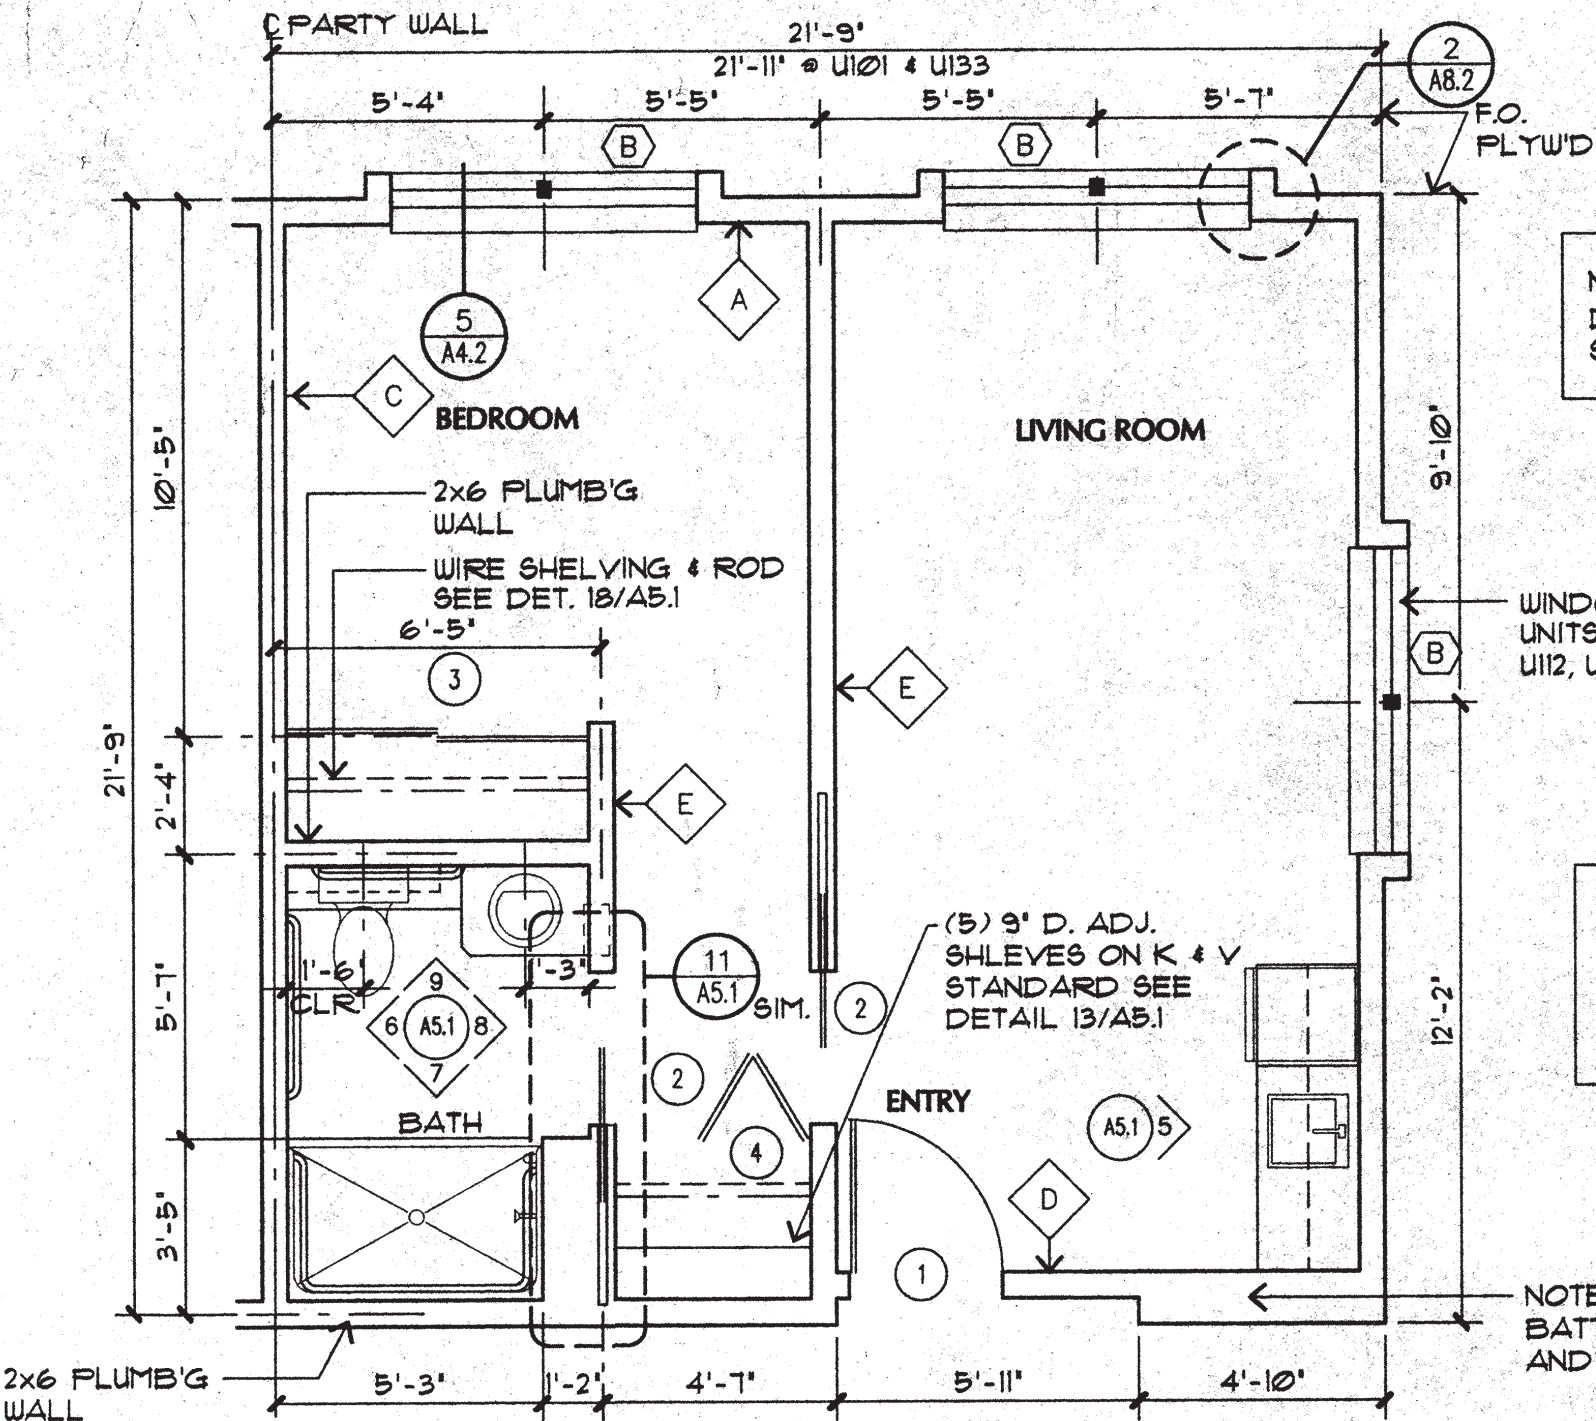 ℄ PARTY WALL
21'-9"
21'-11" @ U101 & U133
2
A8.2
5'-4"
5'-5"
5'-5"
5'-7"
F.O.
PLYW'D
B
B
A
5
A4.2
C
BEDROOM
LIVING ROOM
10'-5"
9'-10"
2x6 PLUMB'G
WALL
WIRE SHELVING & ROD
SEE DET. 18/A5.1
6'-5"
3
UNITS
U112, U
B
E
E
21'-9"
2'-4"
(5) 9" D. ADJ.
SHLEVES ON K & V
STANDARD SEE
DETAIL 13/A5.1
11
A5.1
SIM.
1'-6"
CLR.
1'-3"
9
6
A5.1
8
7
5'-7"
2
2
12'-2"
BATH
ENTRY
A5.1
5
4
D
3'-5"
1
NOTE
BATT
AND
2x6 PLUMB'G
WALL
5'-3"
1'-2"
4'-7"
5'-11"
4'-10"